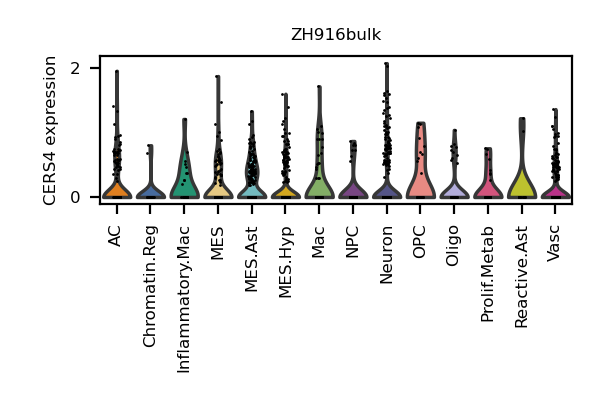 ZH916bulk
CERS4 expression
2
0
AC
Chromatin.Reg
Inflammatory.Mac
MES
MES.Ast
MES.Hyp
Mac
NPC
Neuron
OPC
Oligo
Prolif.Metab
Reactive.Ast
Vasc